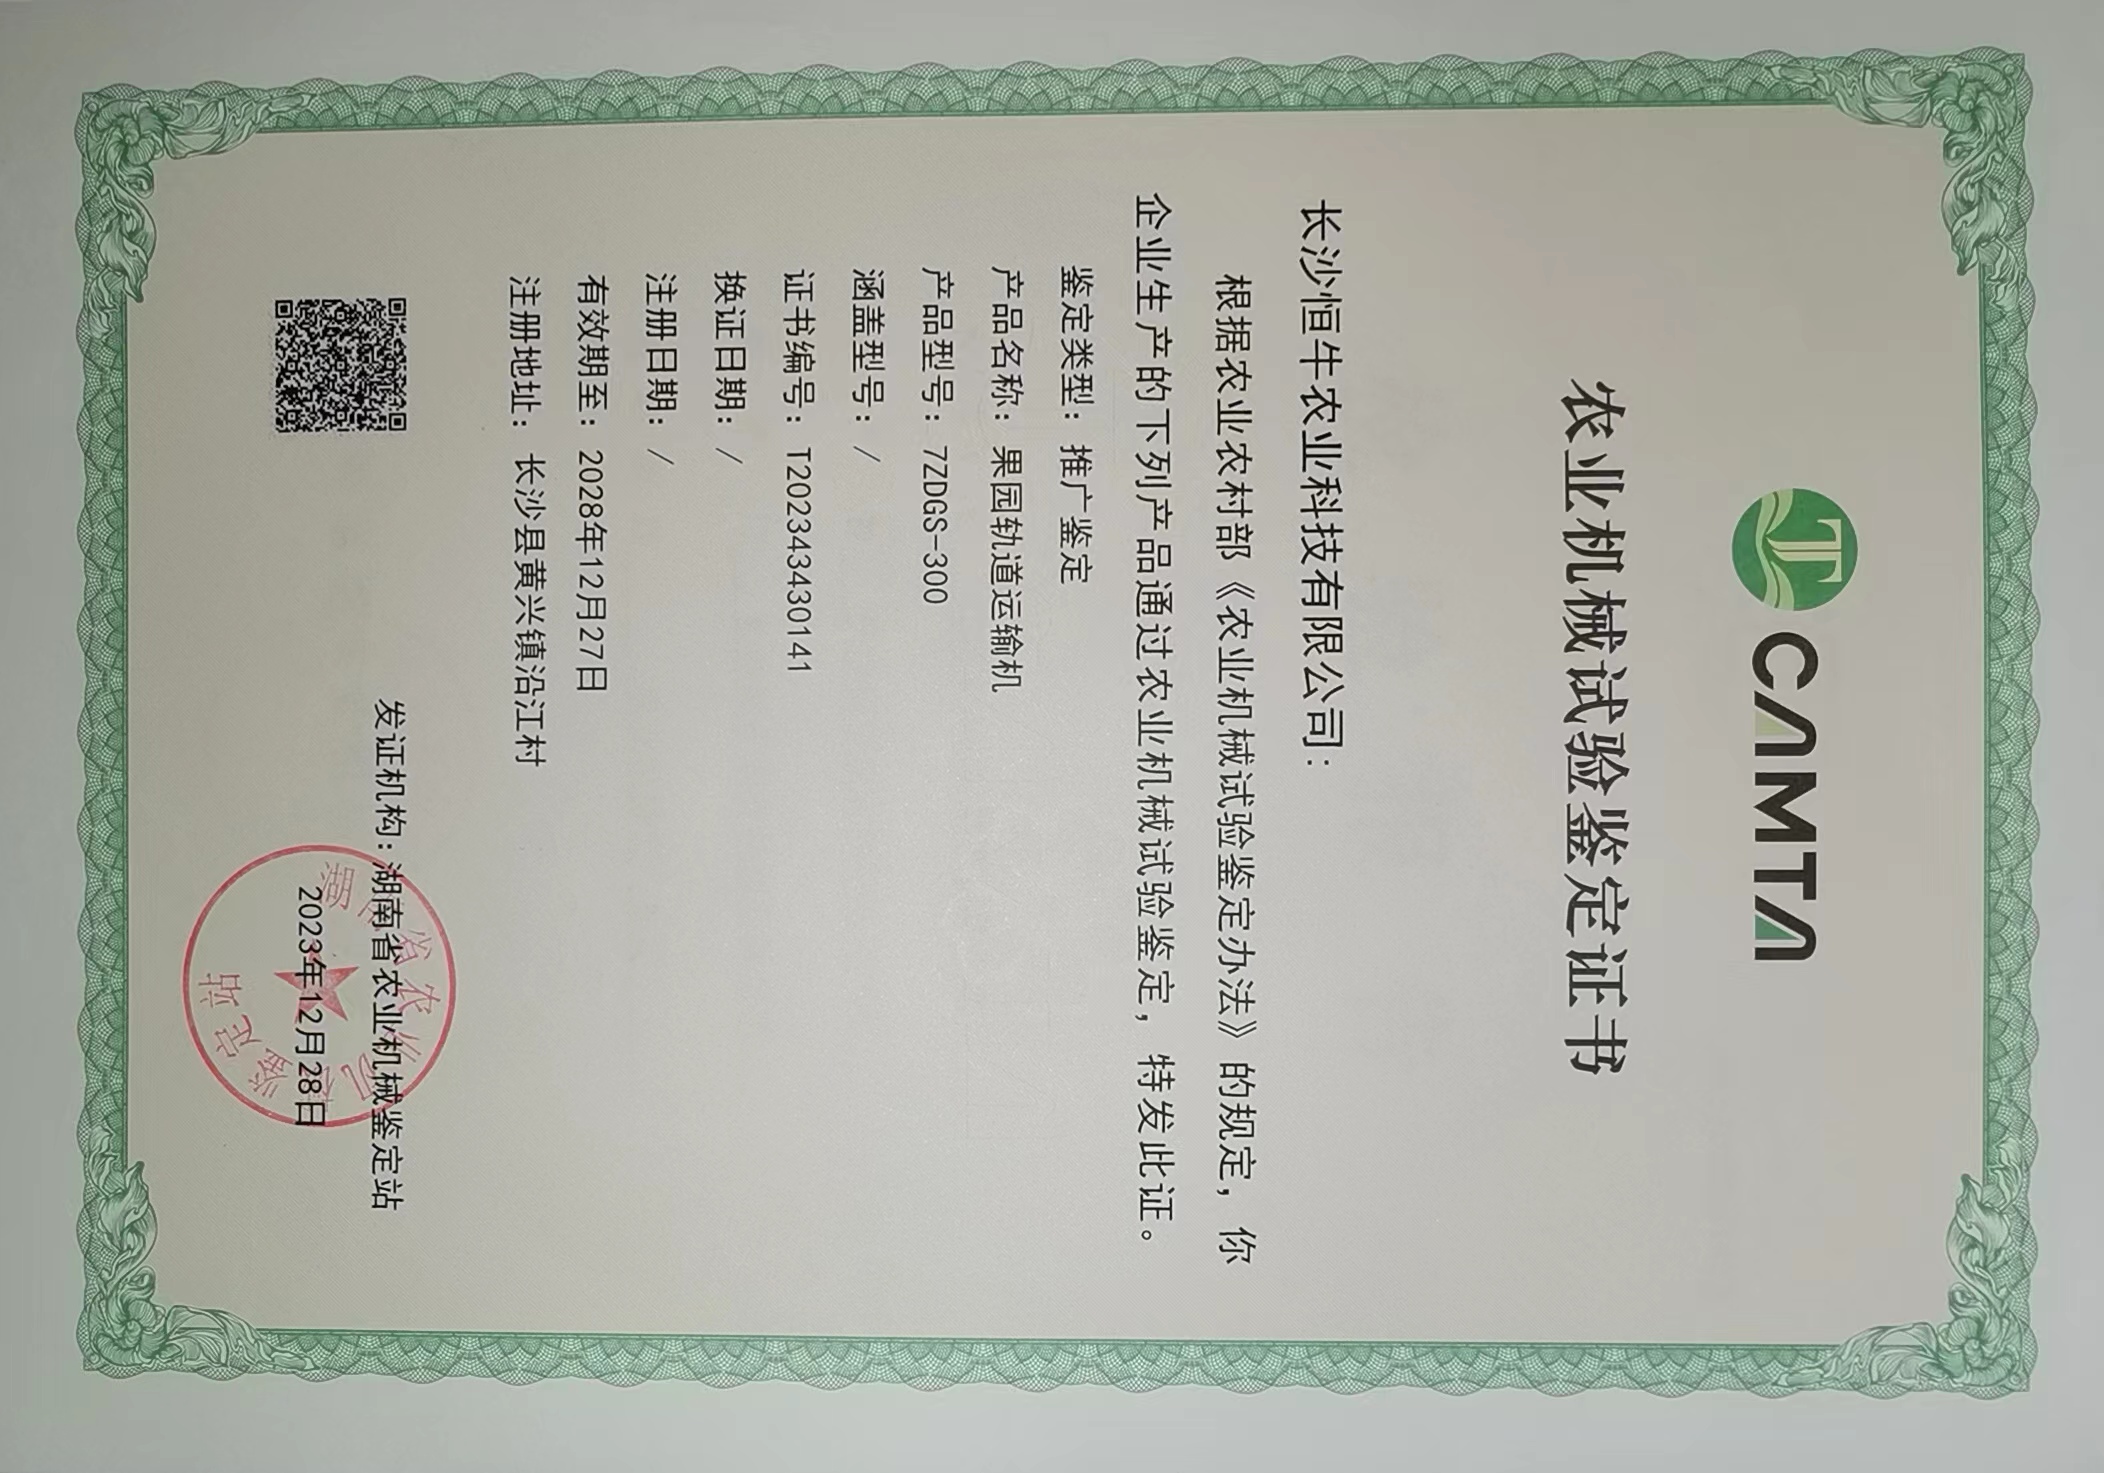 CAMTA
农业机械试验鉴定证书
长沙恒牛农业科技有限公司：
根据农业农村部《农业机械试验鉴定办法》的规定，你
企业生产的下列产品通过农业机械试验鉴定，特发此证。
鉴定类型：推广鉴定
产品名称：果园轨道运输机
产品型号：7ZDGS-300
涵盖型号：/
证书编号：T20234343​0141
换证日期：/
注册日期：/
有效期至：2028年12月27日
注册地址：长沙县黄兴镇沿江村
发证机构：湖南省农业机械鉴定站
2023年12月28日